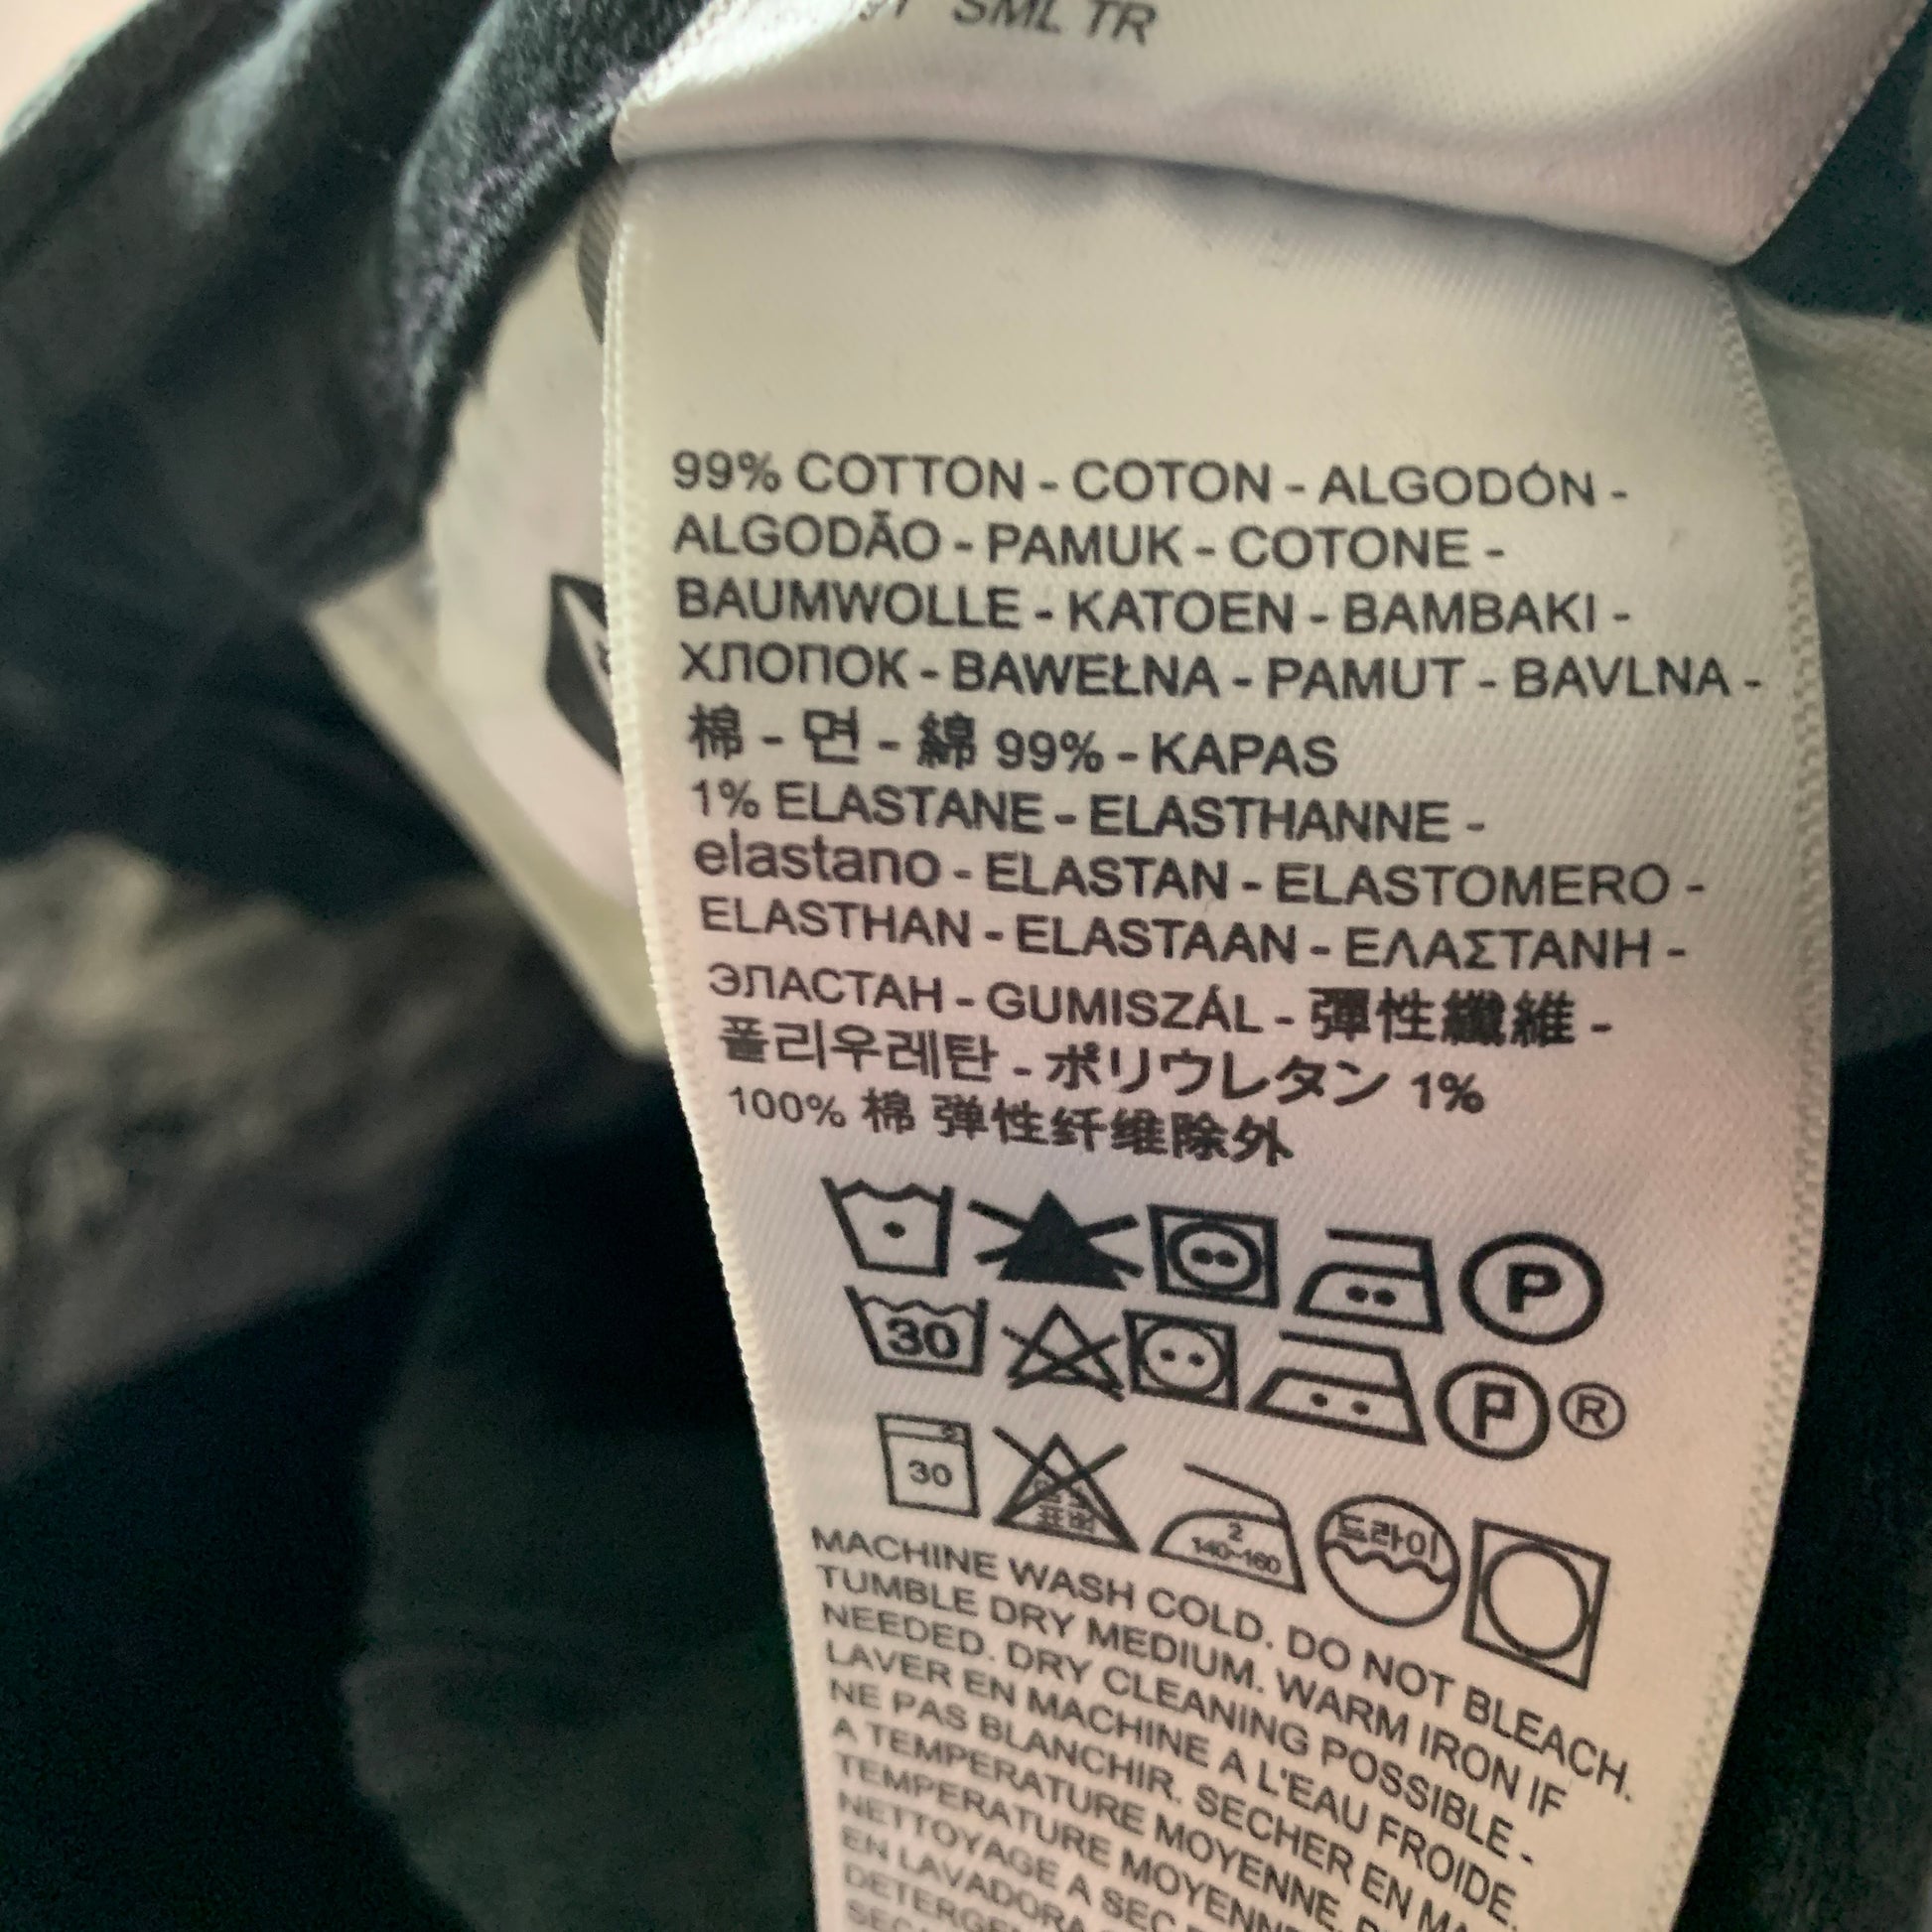 SML TR
99% COTTON - COTON - ALGODÓN -
ALGODÃO - PAMUK - COTONE -
BAUMWOLLE - KATOEN - BAMBAKI -
ХЛОПОК - BAWEŁNA - PAMUT - BAVLNA -
棉 - 면 - 綿 99% - KAPAS
1% ELASTANE - ELASTHANNE -
elastano - ELASTAN - ELASTOMERO -
ELASTHAN - ELASTAAN - ΕΛΑΣΤΑΝΗ -
ЭЛАСТАН - GUMISZÁL - 彈性纖維 -
폴리우레탄 - ポリウレタン 1%
100% 棉 弹性纤维除外
P
30 P ®
30 2 140~160 드라이
MACHINE WASH COLD. DO NOT BLEACH.
TUMBLE DRY MEDIUM. WARM IRON IF
NEEDED. DRY CLEANING POSSIBLE. -
LAVER EN MACHINE A L'EAU FROIDE.
NE PAS BLANCHIR. SECHER EN
A TEMPERATURE MOYENNE.
TEMPERATURE
NETTOYAGE A SEC
EN LAVADORA